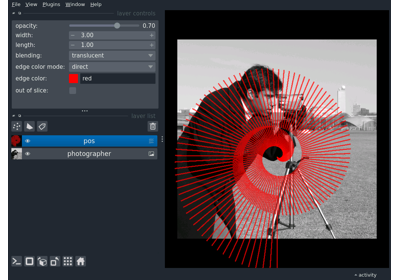 File View Plugins Window Help
layer controls
opacity: 0.70
width: 3.00
length: 1.00
blending: translucent
edge color mode: direct
edge color: red
out of slice:
layer list
pos
photographer
activity